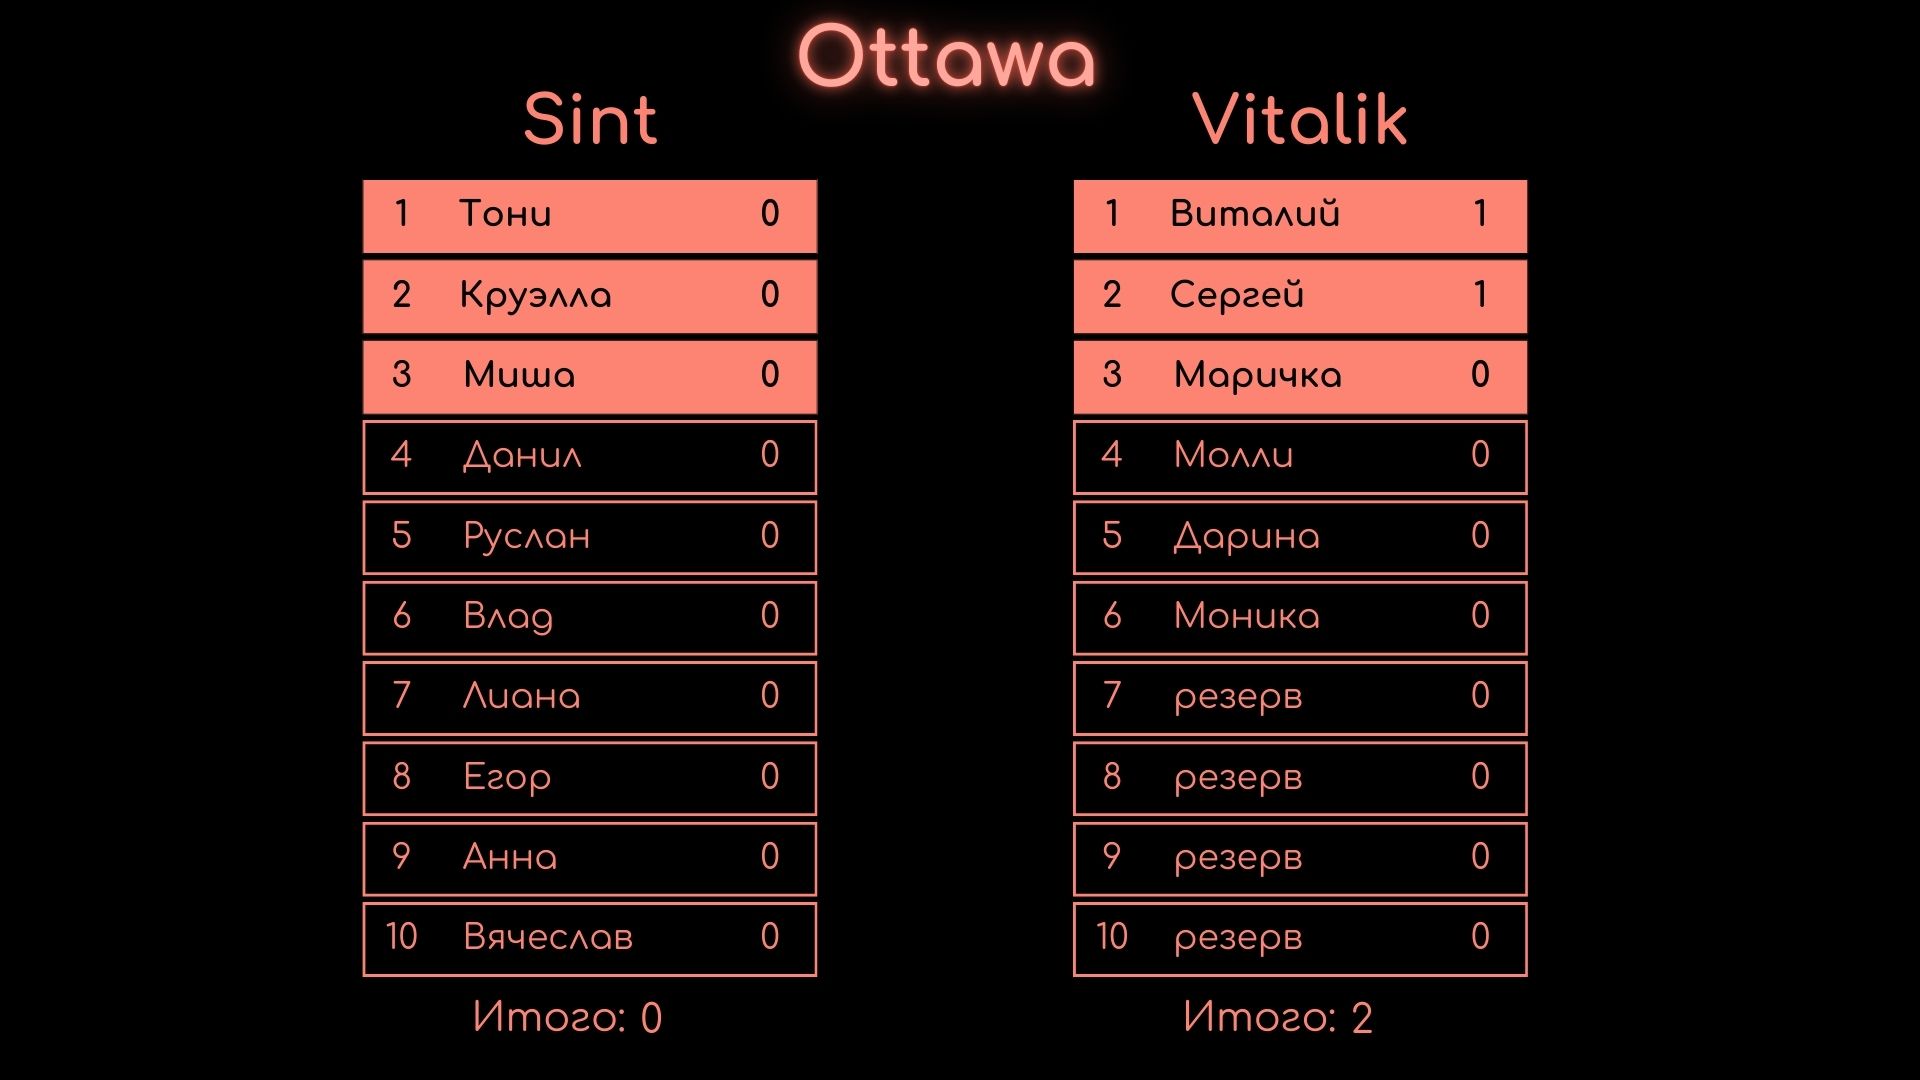 Ottawa
Sint
1 Тони 0
2 Круэлла 0
3 Миша 0
4 Данил 0
5 Руслан 0
6 Влад 0
7 Лиана 0
8 Егор 0
9 Анна 0
10 Вячеслав 0
Итого: 0
Vitalik
1 Виталий 1
2 Сергей 1
3 Маричка 0
4 Молли 0
5 Дарина 0
6 Моника 0
7 резерв 0
8 резерв 0
9 резерв 0
10 резерв 0
Итого: 2